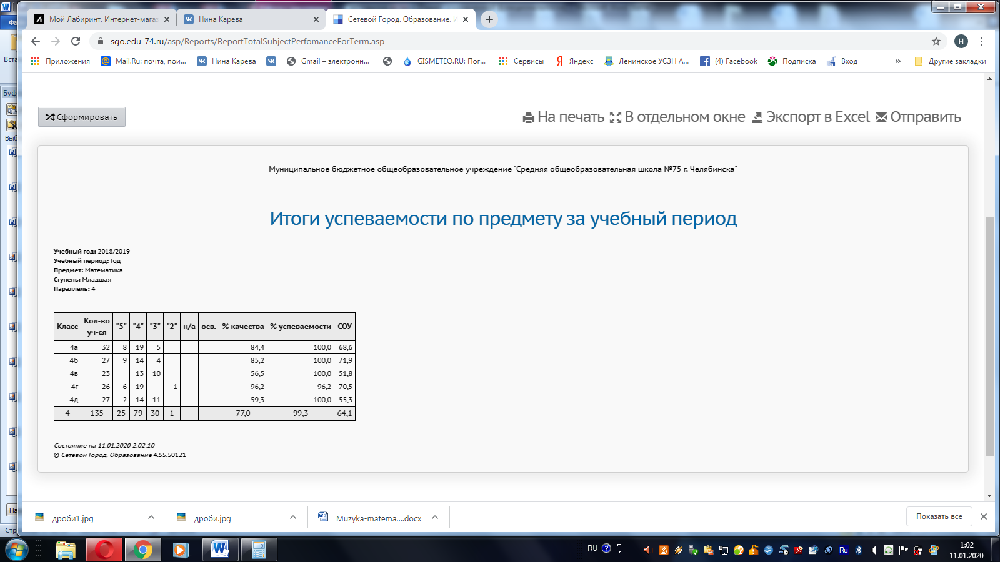 Фа
Мой Лабиринт. Интернет-мага
Нина Карева
Сетевой Город. Образование. И
sgo.edu-74.ru/asp/Reports/ReportTotalSubjectPerfomanceForTerm.asp
Н
Вста
Приложения Mail.Ru: почта, пои... Нина Карева Gmail – электронн... GISMETEO.RU: Пог... Сервисы Яндекс Ленинское УСЗН А... (4) Facebook Подписка Вход » Другие закладки
Буф
Выб
Сформировать
На печать В отдельном окне Экспорт в Excel Отправить
Муниципальное бюджетное общеобразовательное учреждение "Средняя общеобразовательная школа №75 г. Челябинска"
Итоги успеваемости по предмету за учебный период
Учебный год: 2018/2019
Учебный период: Год
Предмет: Математика
Ступень: Младшая
Параллель: 4
Класс Кол-во уч-ся "5" "4" "3" "2" н/а осв. % качества % успеваемости СОУ
4а 32 8 19 5 84,4 100,0 68,6
4б 27 9 14 4 85,2 100,0 71,9
4в 23 13 10 56,5 100,0 51,8
4г 26 6 19 1 96,2 96,2 70,5
4д 27 2 14 11 59,3 100,0 55,3
4 135 25 79 30 1 77,0 99,3 64,1
Состояние на 11.01.2020 2:02:10
© Сетевой Город. Образование 4.55.50121
Па
Стр
дроби1.jpg дроби.jpg Muzyka-matema....docx Показать все
RU Ru 1:02
11.01.2020